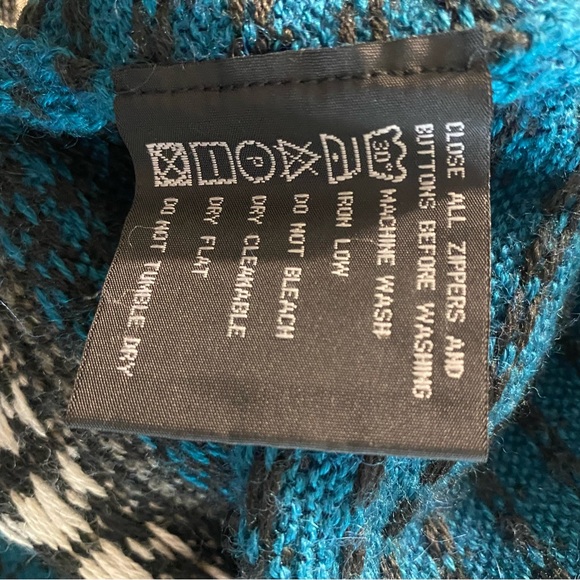 CLOSE ALL ZIPPERS AND
BUTTONS BEFORE WASHING
30°
MACHINE WASH
IRON LOW
DO NOT BLEACH
P
DRY CLEANABLE
DRY FLAT
DO NOT TUMBLE DRY